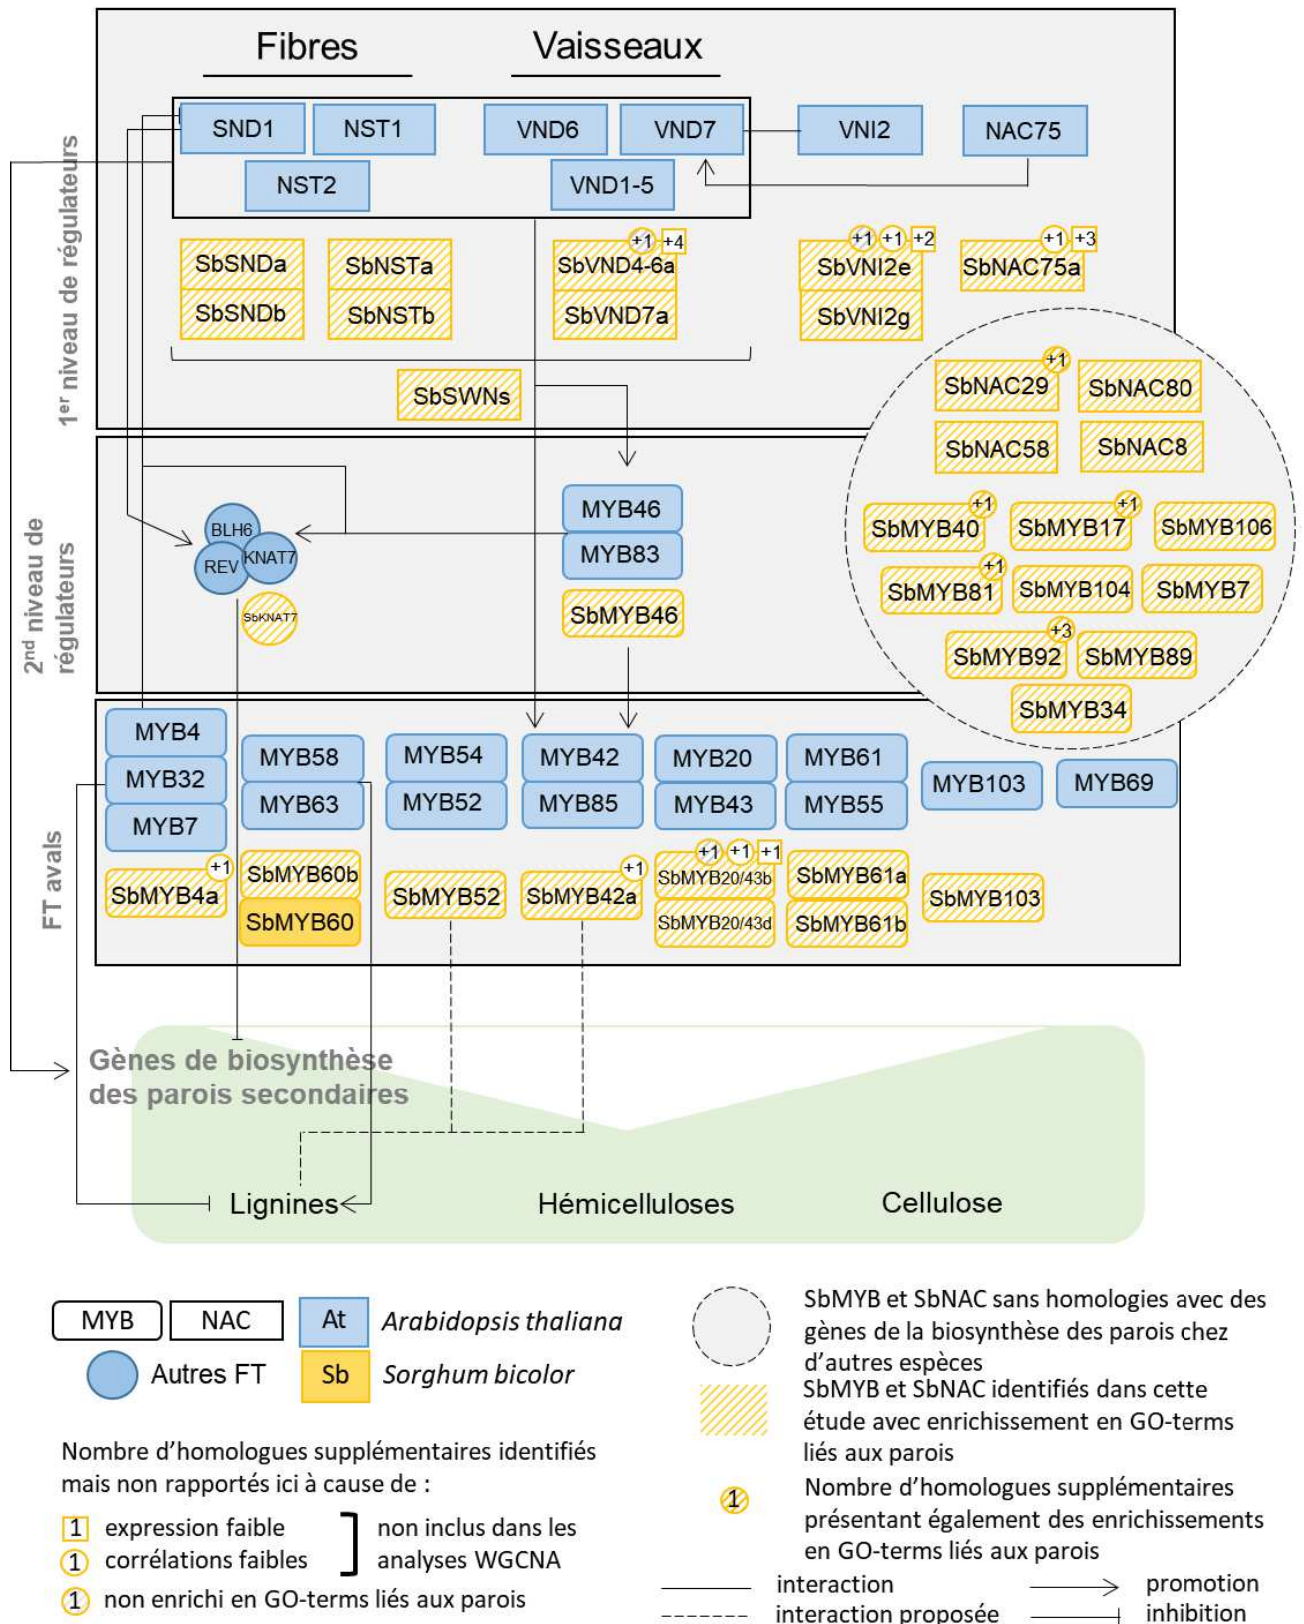 Fibres
Vaisseaux
1er niveau de régulateurs
SND1
NST1
NST2
VND6
VND7
VND1-5
VNI2
NAC75
SbSNDa
SbSNDb
SbNSTa
SbNSTb
+1 +4
SbVND4-6a
SbVND7a
+1 +1 +2
SbVNI2e
SbVNI2g
+1 +3
SbNAC75a
SbSWNs
SbNAC29
+1
SbNAC80
SbNAC58
SbNAC8
SbMYB40
+1
SbMYB17
+1
SbMYB106
SbMYB81
+1
SbMYB104
SbMYB7
SbMYB92
+3
SbMYB89
SbMYB34
2nd niveau de
régulateurs
BLH6
REV
KNAT7
SbKNAT7
MYB46
MYB83
SbMYB46
FT avals
MYB4
MYB32
MYB7
SbMYB4a
+1
MYB58
MYB63
SbMYB60b
SbMYB60
MYB54
MYB52
SbMYB52
MYB42
MYB85
SbMYB42a
+1
MYB20
MYB43
+1 +1 +1
SbMYB20/43b
SbMYB20/43d
MYB61
MYB55
SbMYB61a
SbMYB61b
MYB103
SbMYB103
MYB69
Gènes de biosynthèse
des parois secondaires
Lignines
Hémicelluloses
Cellulose
MYB
NAC
At
Arabidopsis thaliana
Autres FT
Sb
Sorghum bicolor
Nombre d'homologues supplémentaires identifiés
mais non rapportés ici à cause de :
1 expression faible
1 corrélations faibles
non inclus dans les
analyses WGCNA
1 non enrichi en GO-terms liés aux parois
SbMYB et SbNAC sans homologies avec des
gènes de la biosynthèse des parois chez
d'autres espèces
SbMYB et SbNAC identifiés dans cette
étude avec enrichissement en GO-terms
liés aux parois
1
Nombre d'homologues supplémentaires
présentant également des enrichissements
en GO-terms liés aux parois
interaction
promotion
interaction proposée
inhibition